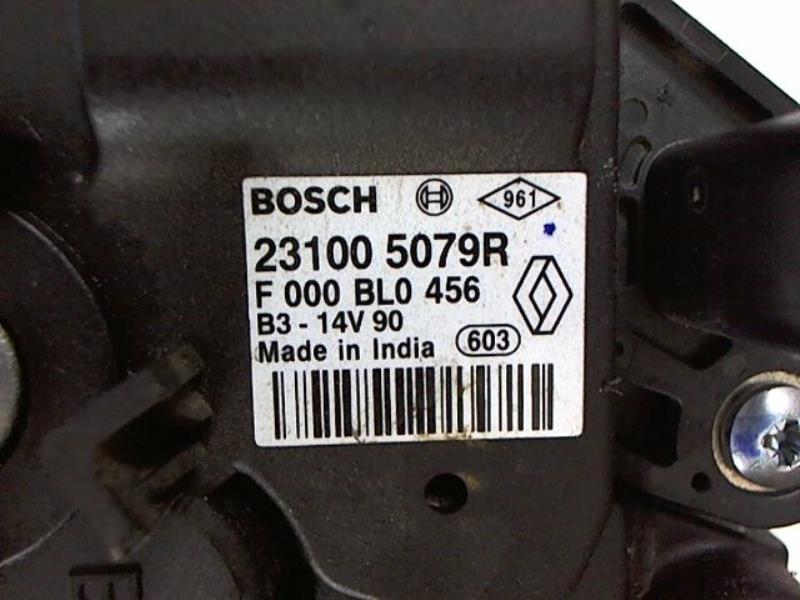 BOSCH 961
23100 5079R
F 000 BL0 456
B3 - 14V 90
Made in India 603